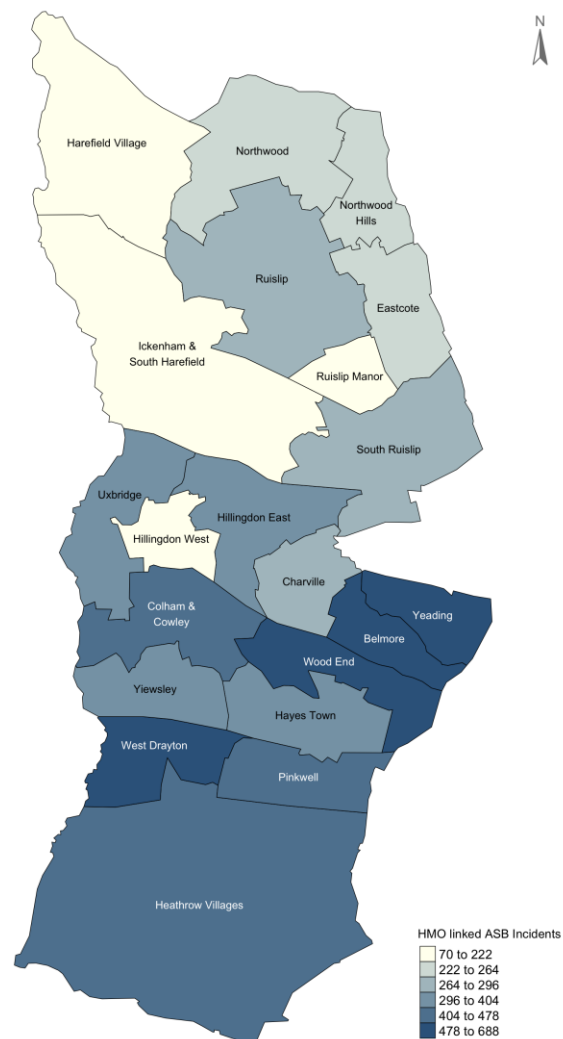 N
Harefield Village
Northwood
Northwood
Hills
Ruislip
Eastcote
Ickenham &
South Harefield
Ruislip Manor
South Ruislip
Uxbridge
Hillingdon East
Hillingdon West
Charville
Colham &
Cowley
Yeading
Belmore
Wood End
Yiewsley
Hayes Town
West Drayton
Pinkwell
Heathrow Villages
HMO linked ASB Incidents
70 to 222
222 to 264
264 to 296
296 to 404
404 to 478
478 to 688